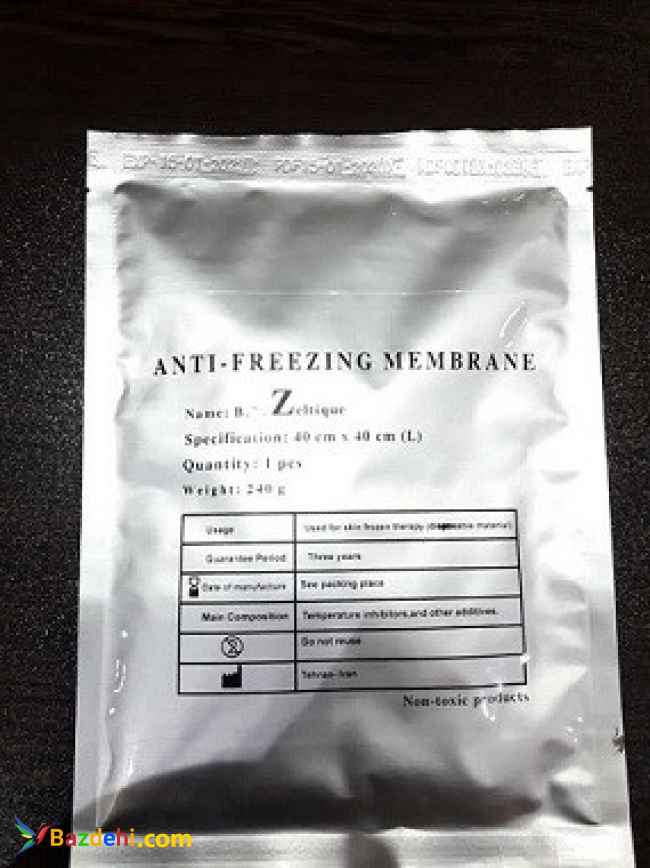 ANTI-FREEZING MEMBRANE
Name: B. Zeltique
Specification: 40 cm x 40 cm (L)
Quantity: 1 pcs
Weight: 240 g
Usage Used for skin frozen therapy (disposable material)
Guarantee Period Three years
Date of manufacture See packing place
Main Composition Temperature inhibitors,and other additives.
Do not reuse
Tehran- Iran
Non-toxic products
Bazdehi.com